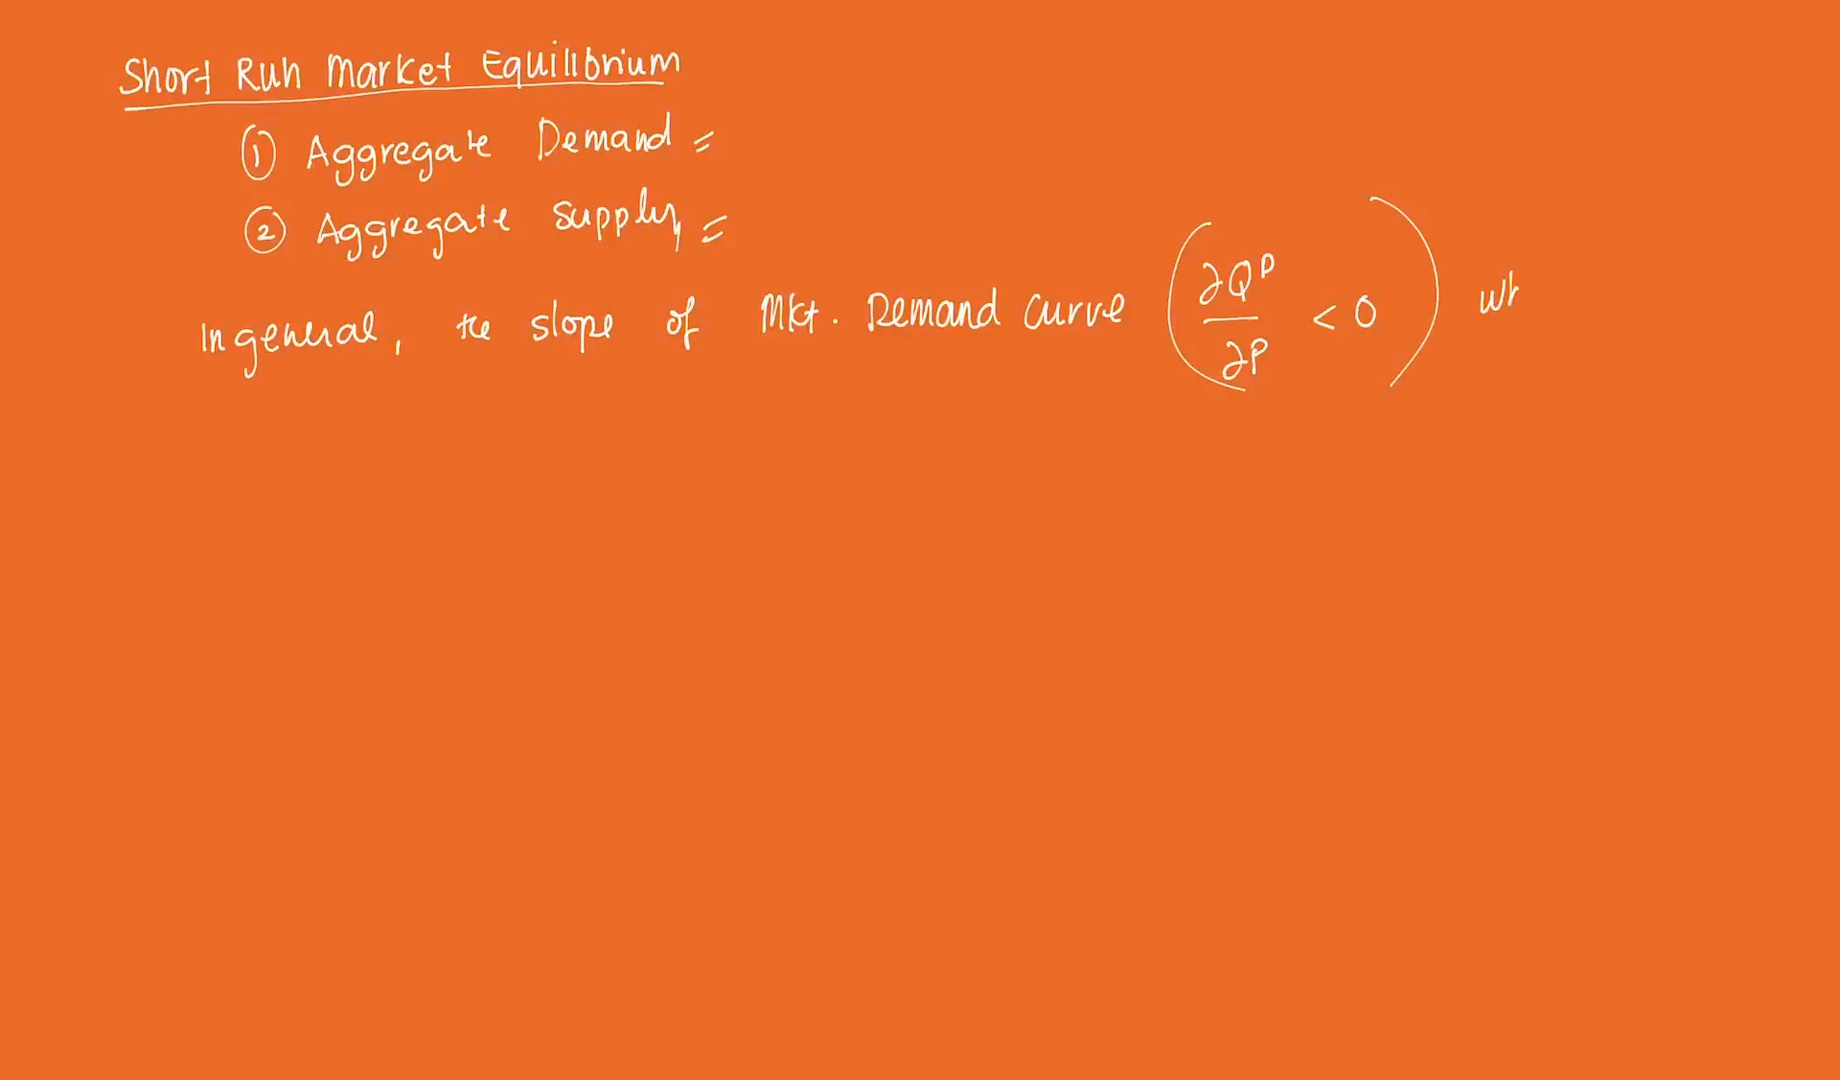 Short Run Market Equilibrium
① Aggregate Demand =
② Aggregate Supply =
In general, the slope of Mkt. Demand Curve ( ∂Q^D / ∂P < 0 ) wh